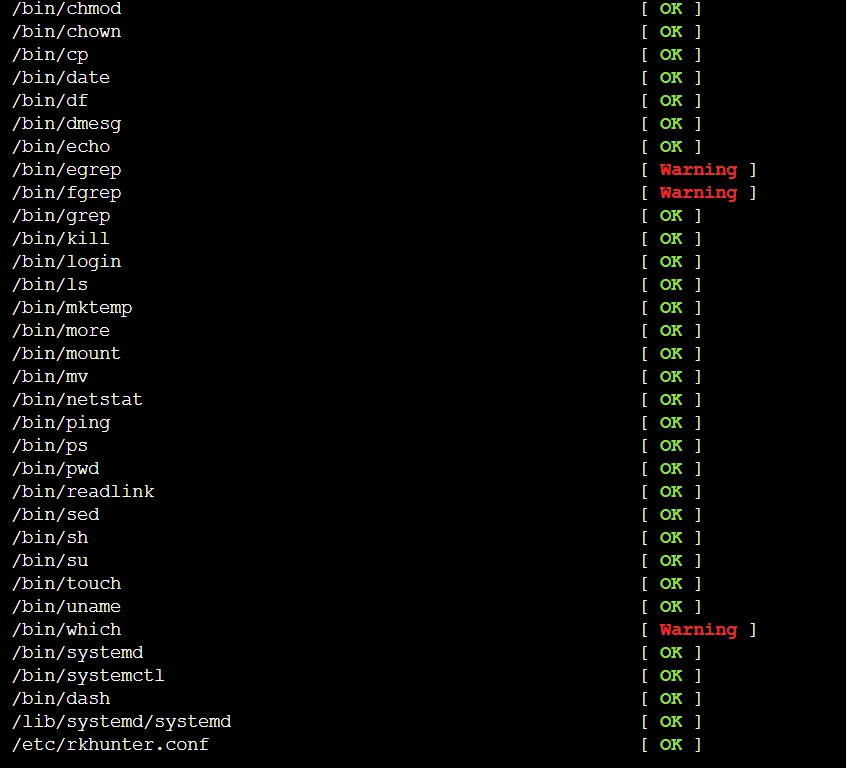 /bin/chmod [ OK ]
/bin/chown [ OK ]
/bin/cp [ OK ]
/bin/date [ OK ]
/bin/df [ OK ]
/bin/dmesg [ OK ]
/bin/echo [ OK ]
/bin/egrep [ Warning ]
/bin/fgrep [ Warning ]
/bin/grep [ OK ]
/bin/kill [ OK ]
/bin/login [ OK ]
/bin/ls [ OK ]
/bin/mktemp [ OK ]
/bin/more [ OK ]
/bin/mount [ OK ]
/bin/mv [ OK ]
/bin/netstat [ OK ]
/bin/ping [ OK ]
/bin/ps [ OK ]
/bin/pwd [ OK ]
/bin/readlink [ OK ]
/bin/sed [ OK ]
/bin/sh [ OK ]
/bin/su [ OK ]
/bin/touch [ OK ]
/bin/uname [ OK ]
/bin/which [ Warning ]
/bin/systemd [ OK ]
/bin/systemctl [ OK ]
/bin/dash [ OK ]
/lib/systemd/systemd [ OK ]
/etc/rkhunter.conf [ OK ]